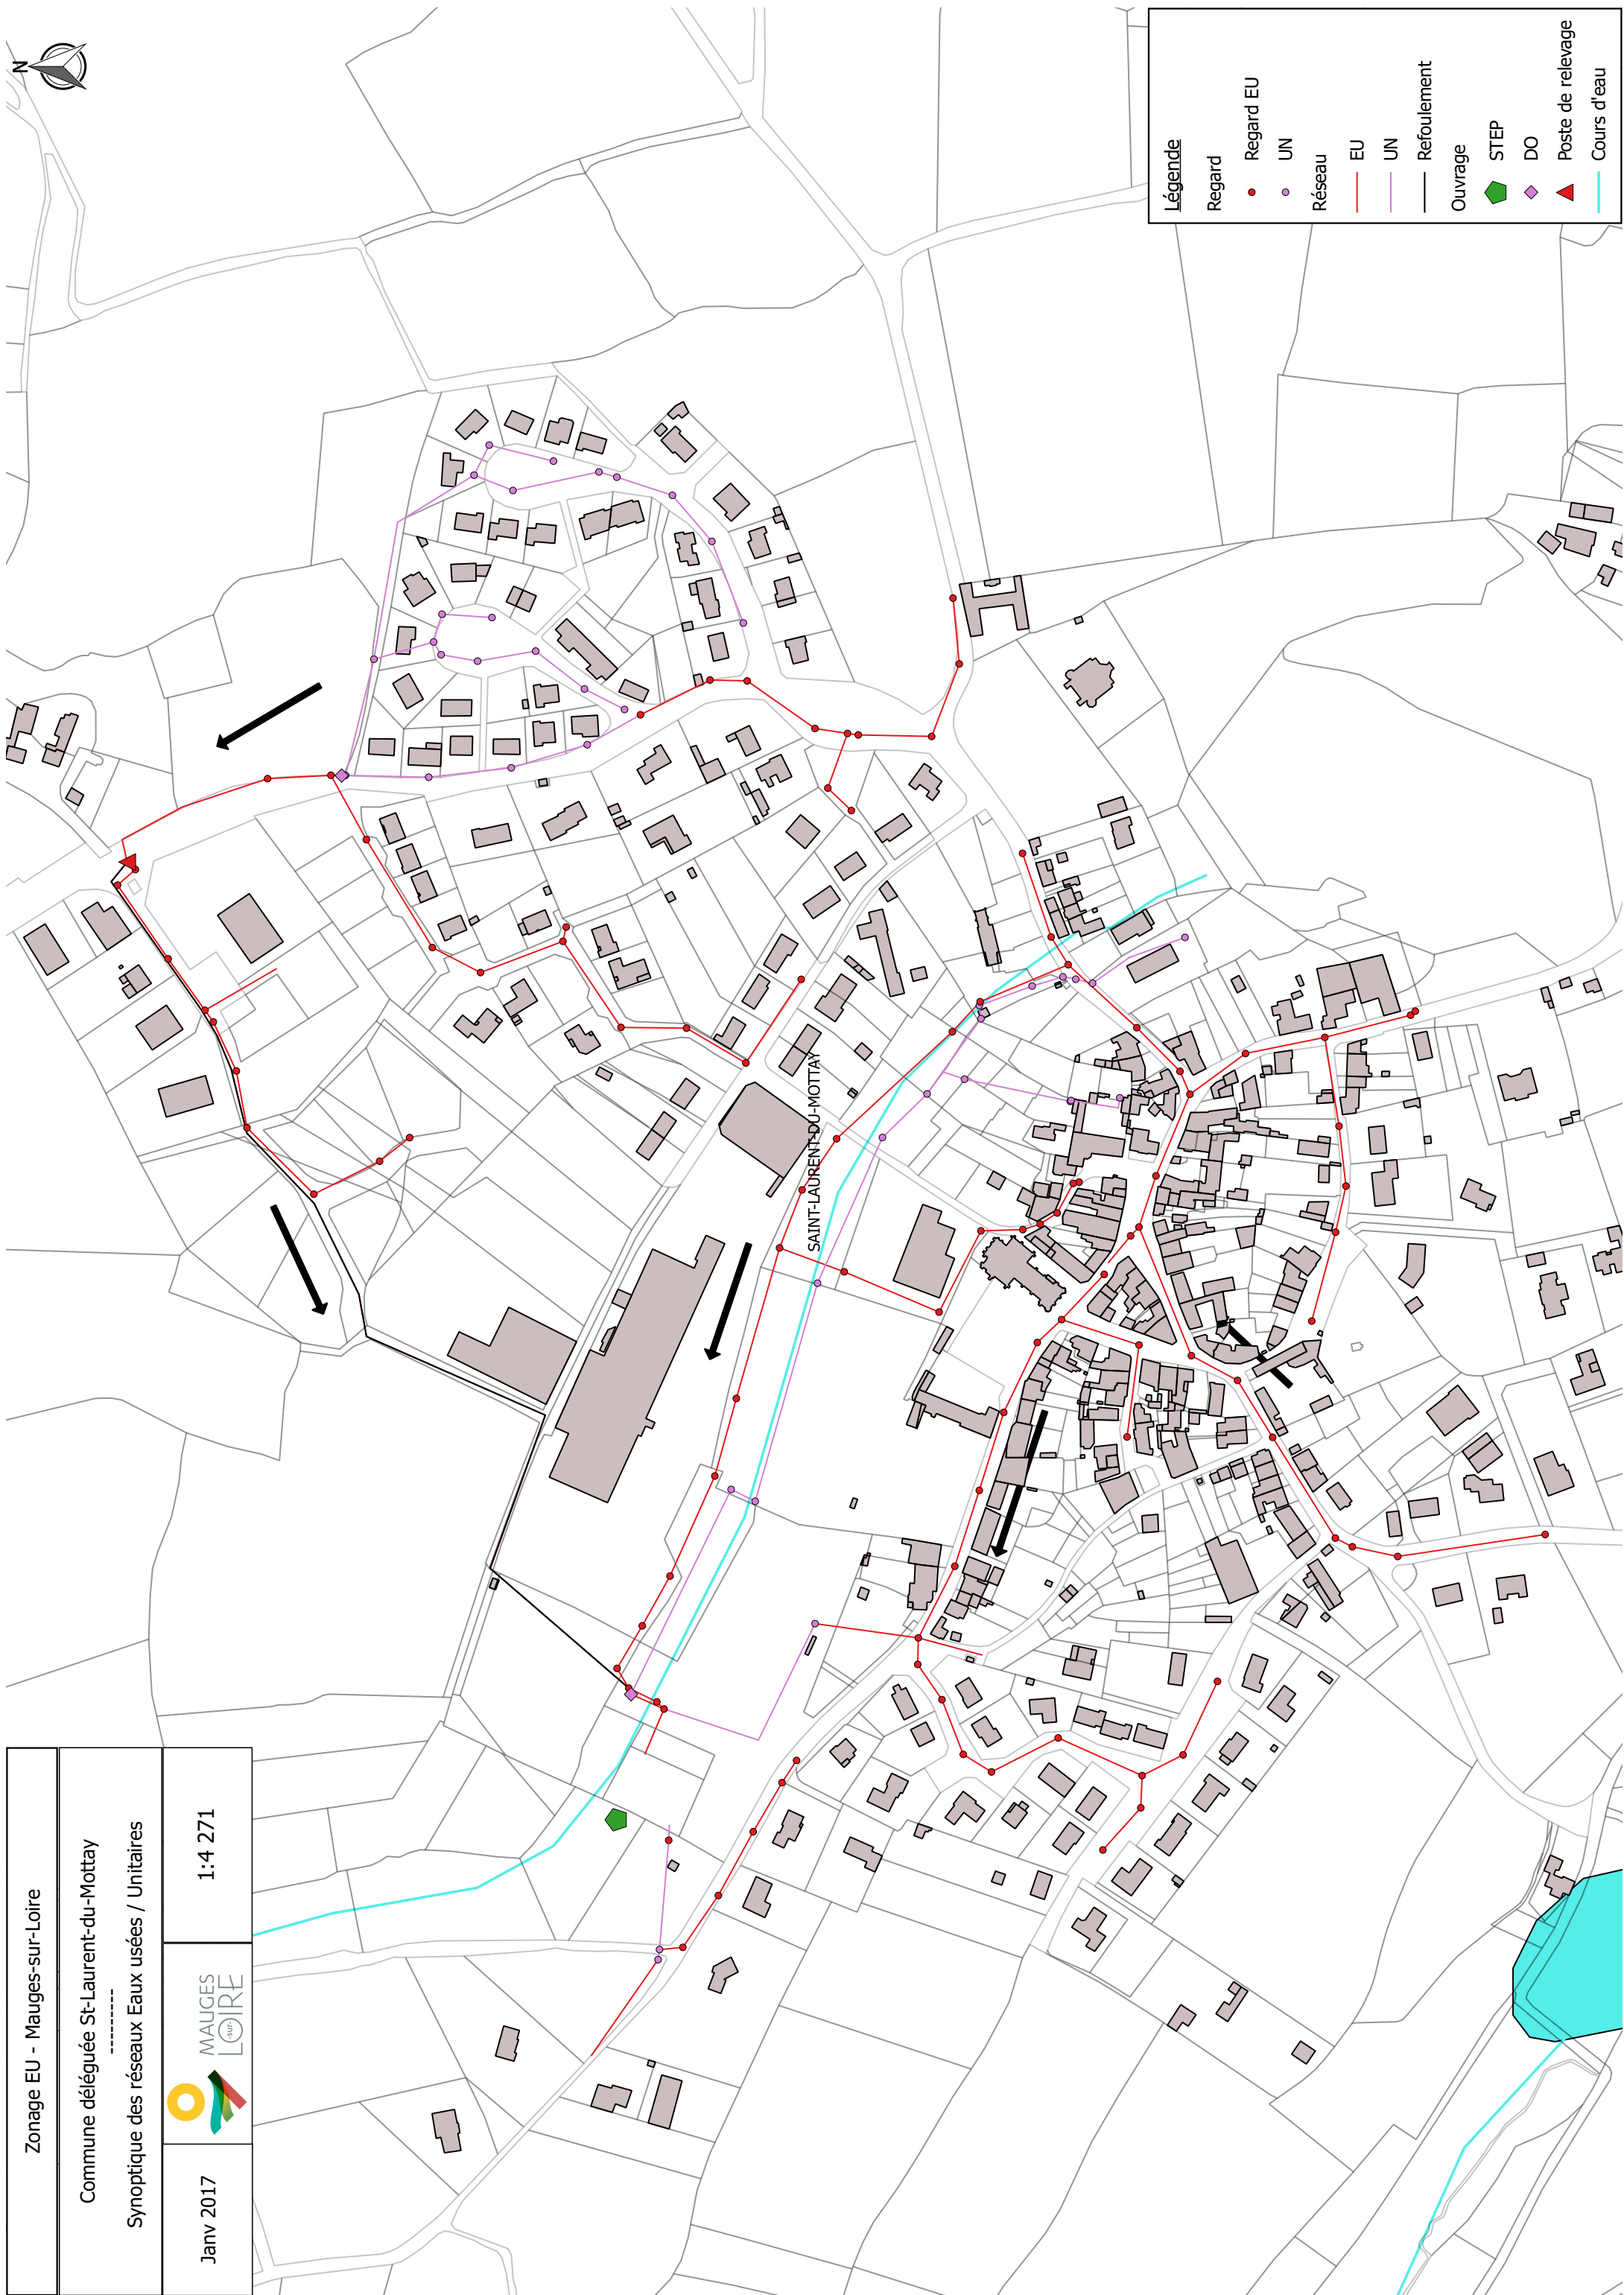 Zonage EU - Mauges-sur-Loire
Commune déléguée St-Laurent-du-Mottay
----------
Synoptique des réseaux Eaux usées / Unitaires
Janv 2017
MAUGES
-sur-
LOIRE
1:4 271
N
SAINT-LAURENT-DU-MOTTAY
Légende
Regard
Regard EU
UN
Réseau
EU
UN
Refoulement
Ouvrage
STEP
DO
Poste de relevage
Cours d'eau